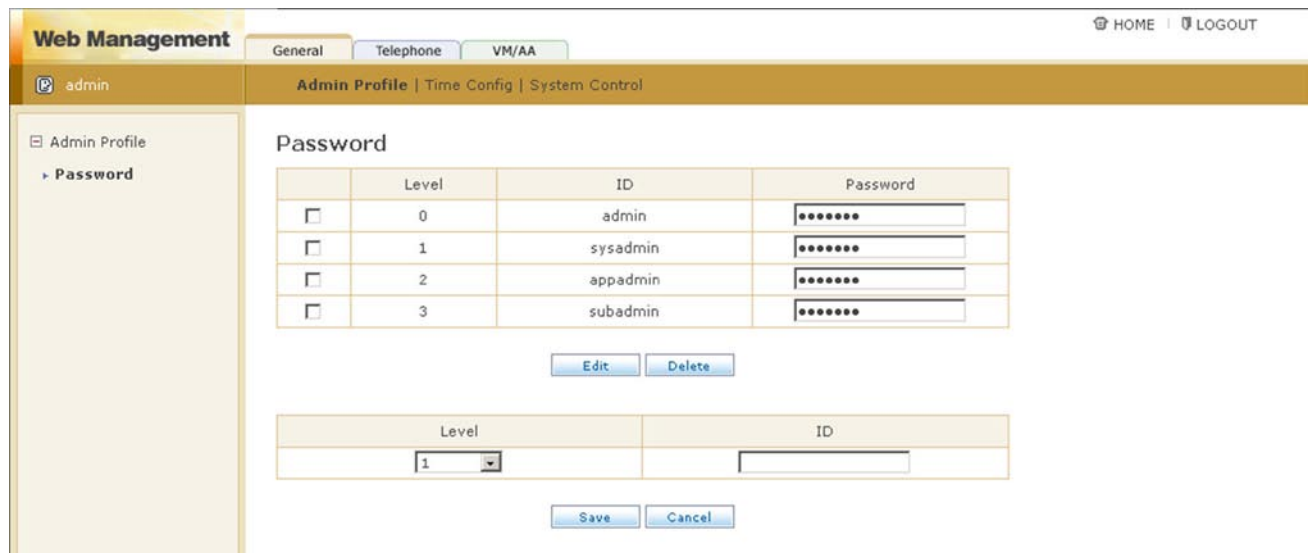 Web Management
General Telephone VM/AA
HOME | LOGOUT
admin
Admin Profile | Time Config | System Control
Admin Profile
Password
Password
Level ID Password
0 admin •••••••
1 sysadmin •••••••
2 appadmin •••••••
3 subadmin •••••••
Edit Delete
Level ID
1
Save Cancel